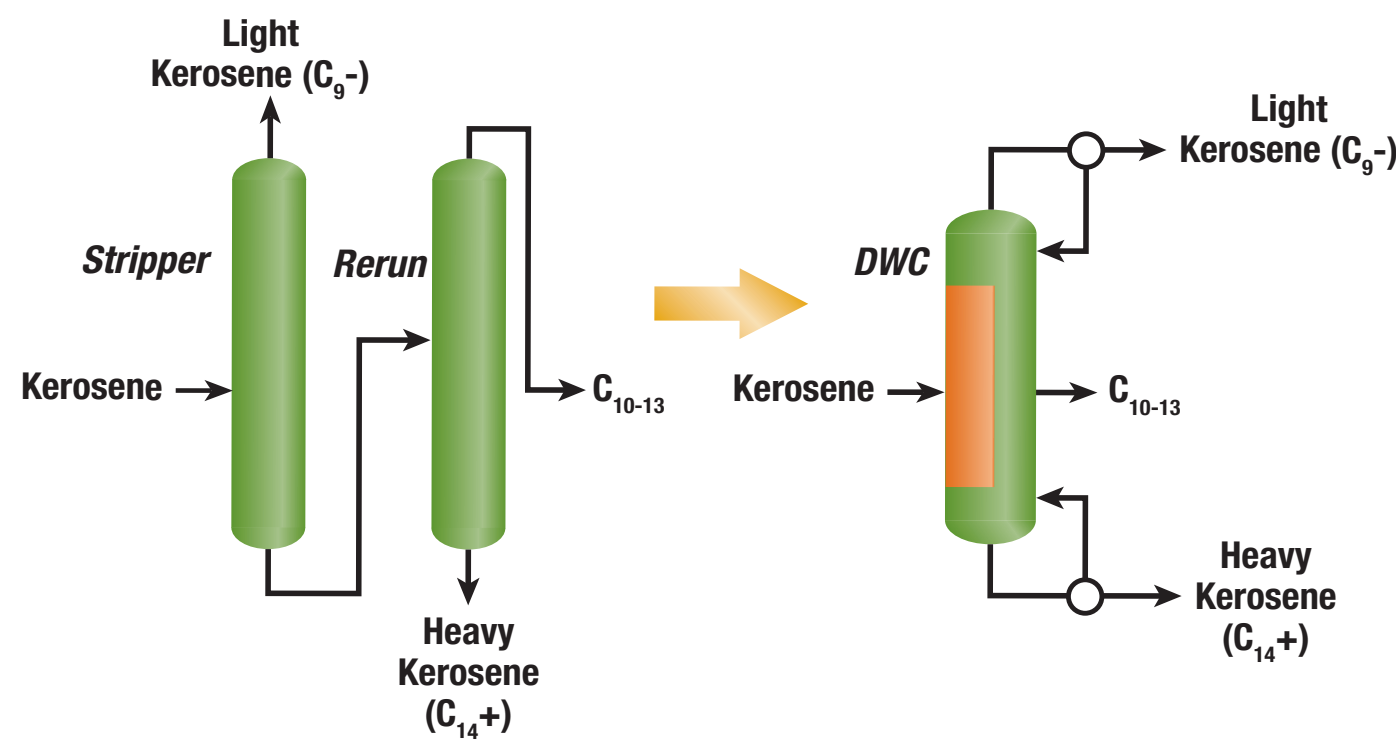 Light
Kerosene (C₉-)
Stripper
Rerun
Kerosene
C₁₀₋₁₃
Heavy
Kerosene
(C₁₄+)
Light
Kerosene (C₉-)
DWC
Kerosene
C₁₀₋₁₃
Heavy
Kerosene
(C₁₄+)